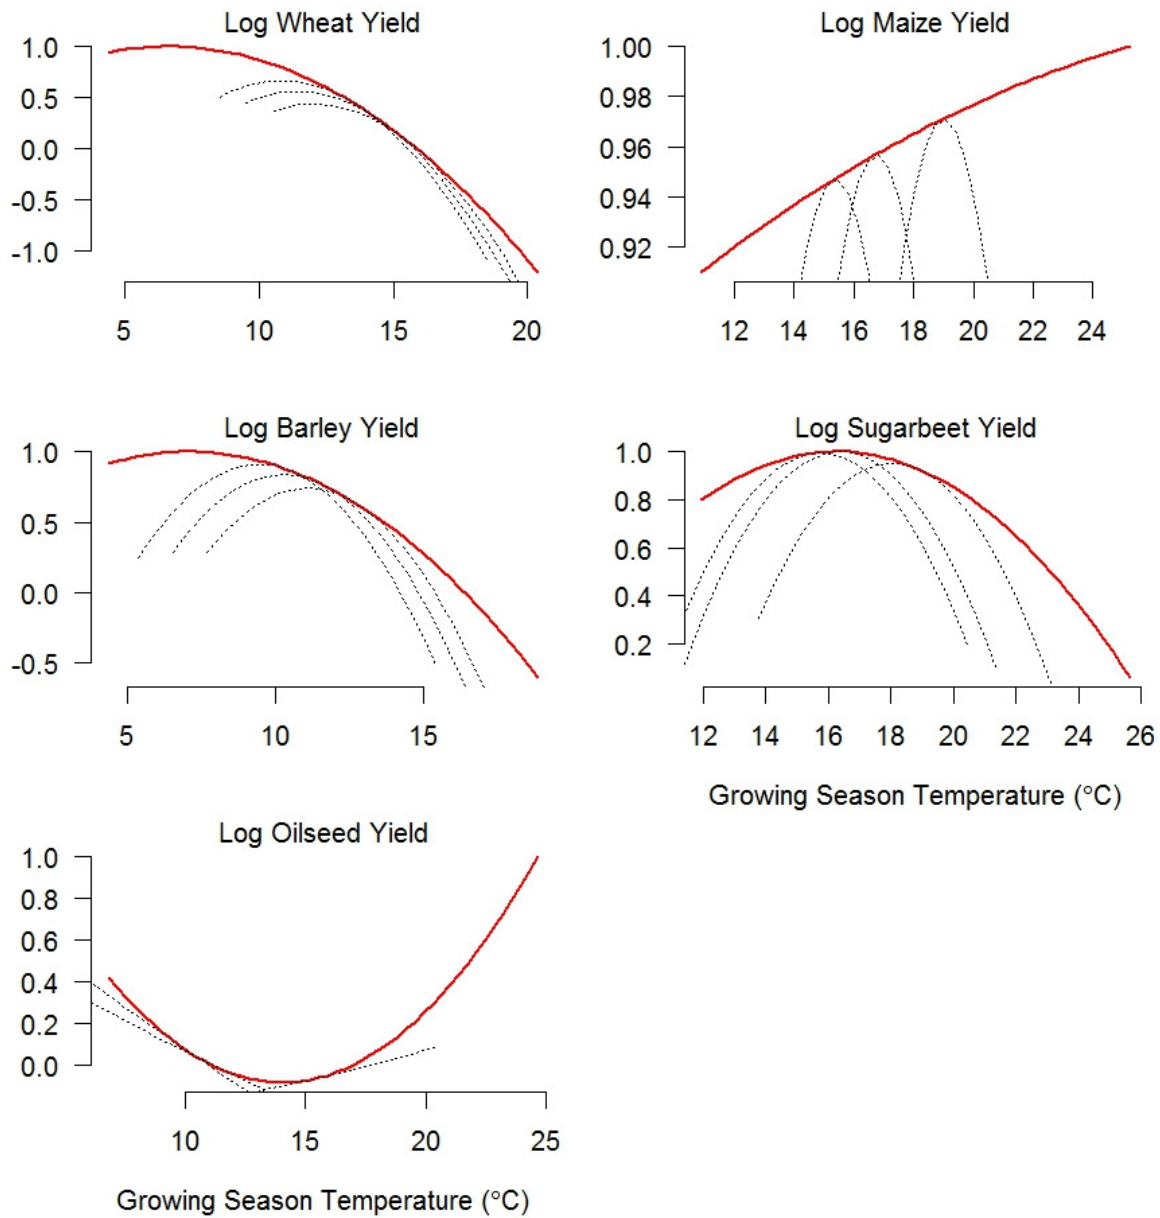 Log Wheat Yield
1.0
0.5
0.0
-0.5
-1.0
5 10 15 20
Log Maize Yield
1.00
0.98
0.96
0.94
0.92
12 14 16 18 20 22 24
Log Barley Yield
1.0
0.5
0.0
-0.5
5 10 15
Log Sugarbeet Yield
1.0
0.8
0.6
0.4
0.2
12 14 16 18 20 22 24 26
Growing Season Temperature (°C)
Log Oilseed Yield
1.0
0.8
0.6
0.4
0.2
0.0
10 15 20 25
Growing Season Temperature (°C)